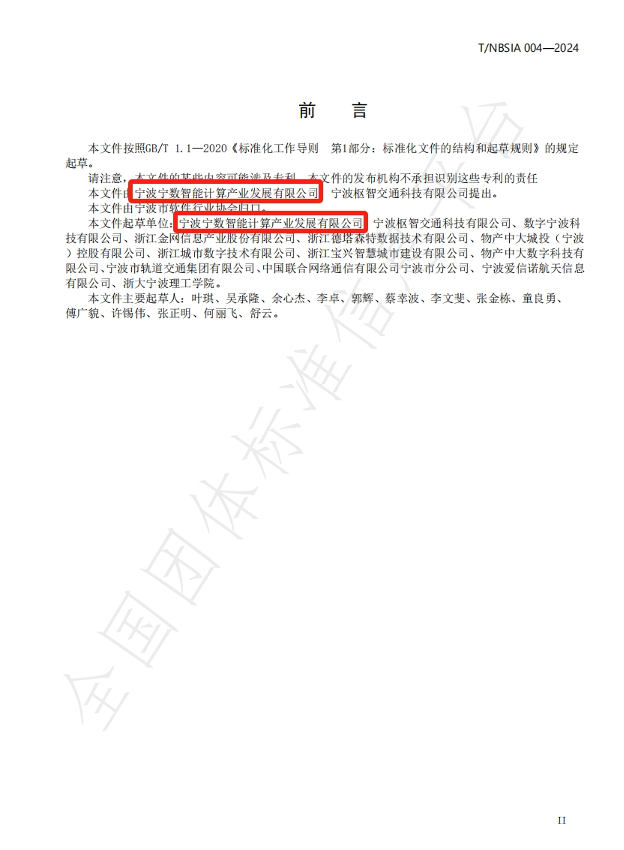 T/NBSIA 004—2024
前 言
本文件按照GB/T 1.1—2020《标准化工作导则 第1部分：标准化文件的结构和起草规则》的规定
起草。
请注意，本文件的某些内容可能涉及专利。本文件的发布机构不承担识别这些专利的责任
本文件由宁波宁数智能计算产业发展有限公司、宁波枢智交通科技有限公司提出。
本文件由宁波市软件行业协会归口。
本文件起草单位：宁波宁数智能计算产业发展有限公司、宁波枢智交通科技有限公司、数字宁波科
技有限公司、浙江金网信息产业股份有限公司、浙江德塔森特数据技术有限公司、物产中大城投（宁波
）控股有限公司、浙江城市数字技术有限公司、浙江宝兴智慧城市建设有限公司、物产中大数字科技有
限公司、宁波市轨道交通集团有限公司、中国联合网络通信有限公司宁波市分公司、宁波爱信诺航天信息
有限公司、浙大宁波理工学院。
本文件主要起草人：叶琪、吴承隆、余心杰、李卓、郭辉、蔡幸波、李文斐、张金栋、童良勇、
傅广貌、许锡伟、张正明、何丽飞、舒云。
全国团体标准信息平台
II